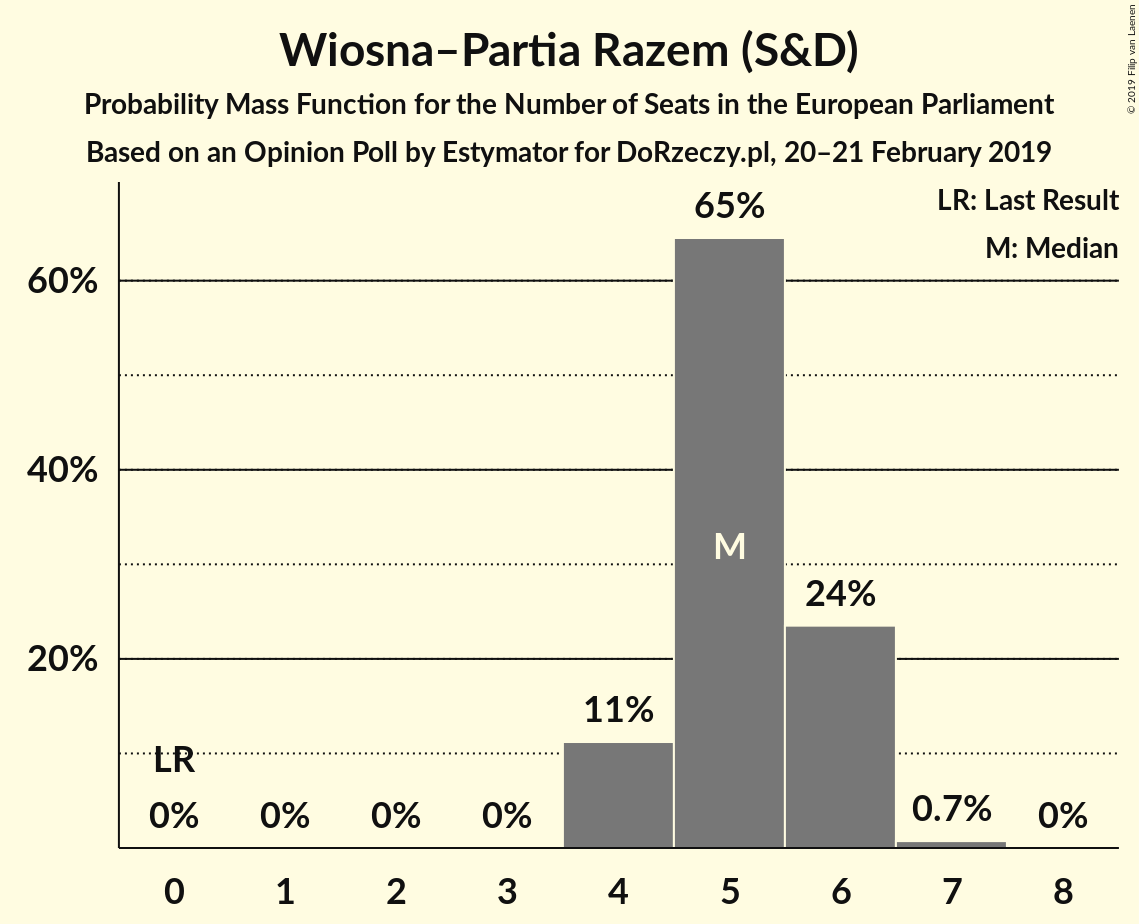 Wiosna–Partia Razem (S&D)
Probability Mass Function for the Number of Seats in the European Parliament
Based on an Opinion Poll by Estymator for DoRzeczy.pl, 20–21 February 2019
© 2019 Filip van Laenen
LR: Last Result
M: Median
60%
40%
20%
65%
M
24%
11%
LR
0%
0%
0%
0%
0.7%
0%
0 1 2 3 4 5 6 7 8